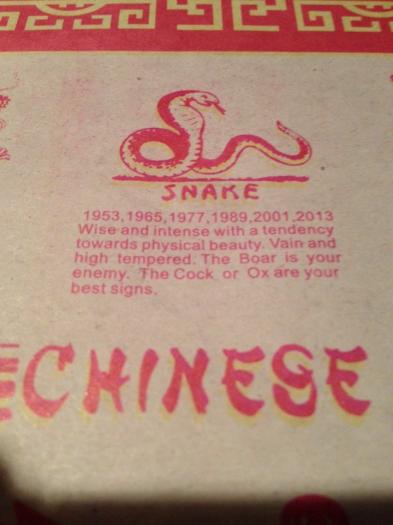 SNAKE
1953,1965,1977,1989,2001,2013
Wise and intense with a tendency
towards physical beauty. Vain and
high tempered. The Boar is your
enemy. The Cock or Ox are your
best signs.
CHINESE